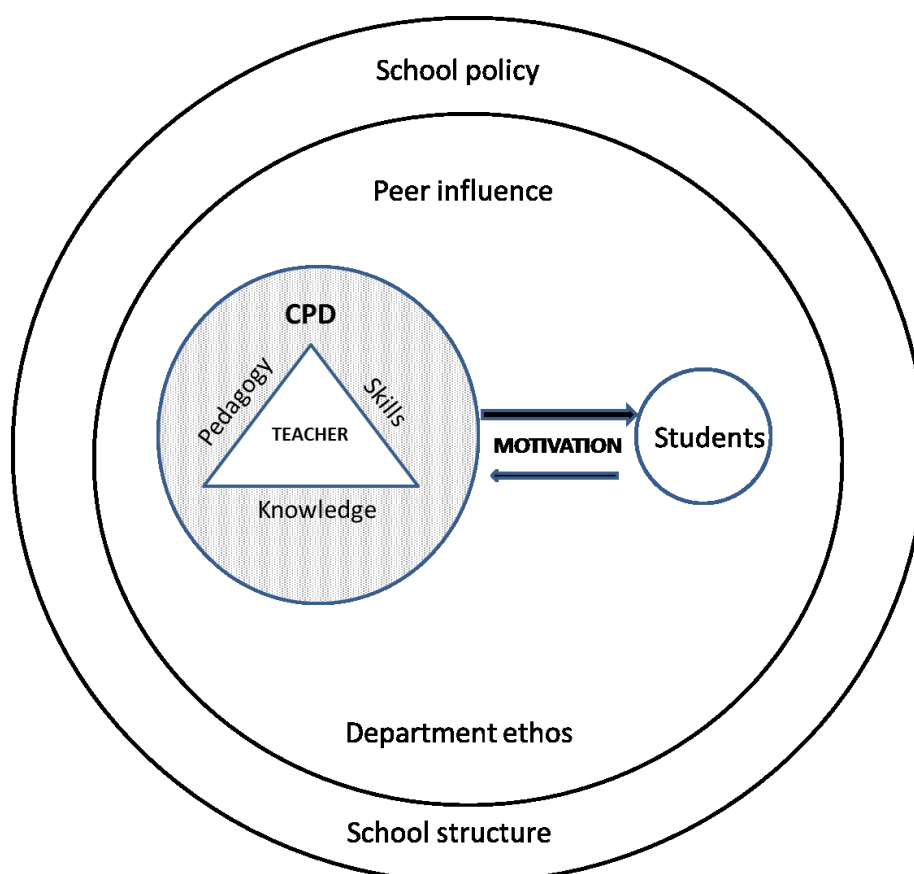 School policy
Peer influence
CPD
Pedagogy
Skills
TEACHER
Knowledge
MOTIVATION
Students
Department ethos
School structure